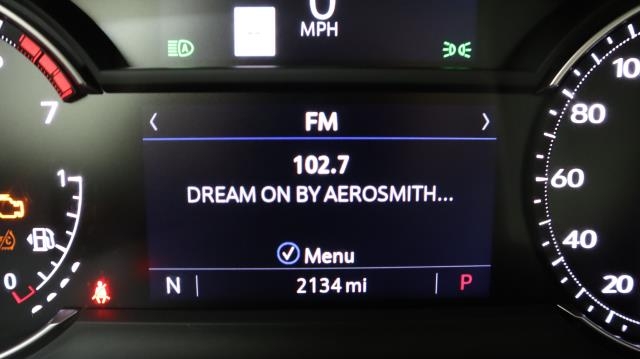 0
MPH
A
FM
102.7
DREAM ON BY AEROSMITH...
Menu
N 2134 mi P
7
1
0
C
100
80
60
40
20